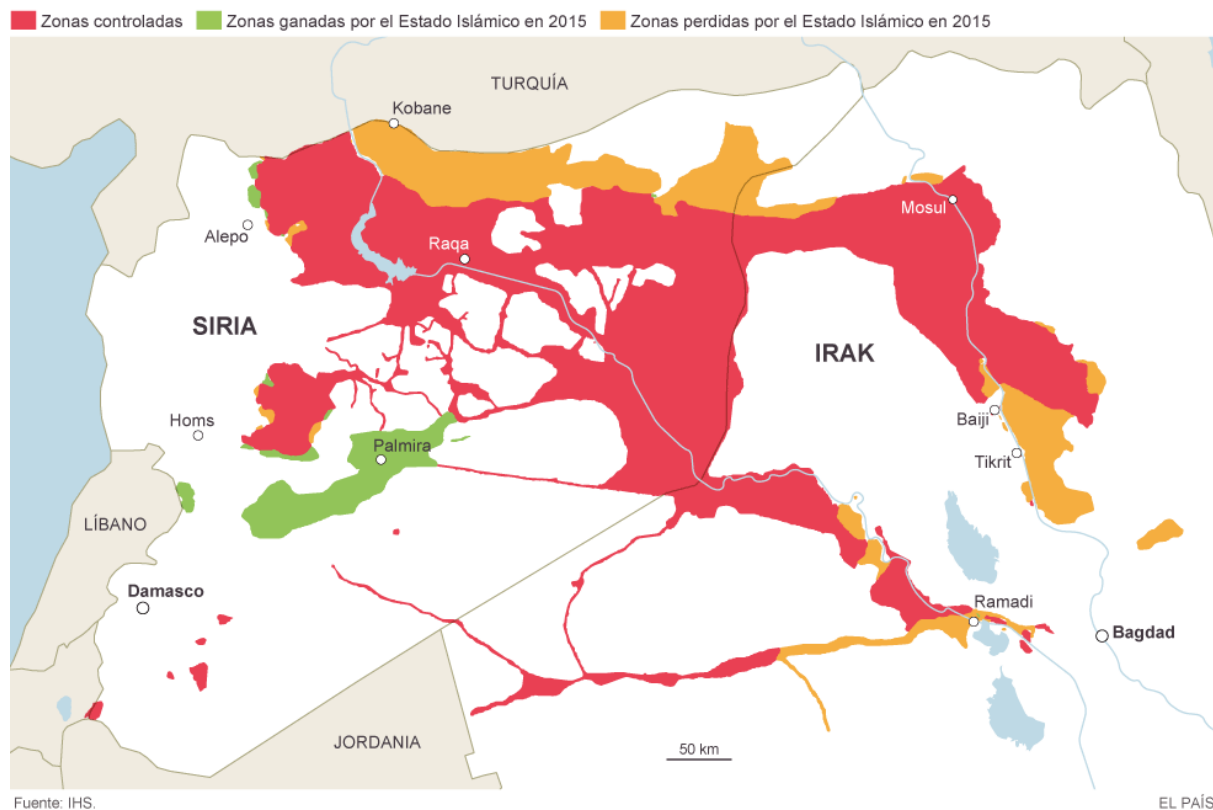 Zonas controladas
Zonas ganadas por el Estado Islámico en 2015
Zonas perdidas por el Estado Islámico en 2015
TURQUÍA
Kobane
Mosul
Alepo
Raqa
SIRIA
IRAK
Homs
Palmira
Baiji
Tikrit
LÍBANO
Damasco
Ramadi
Bagdad
JORDANIA
50 km
Fuente: IHS.
EL PAÍS